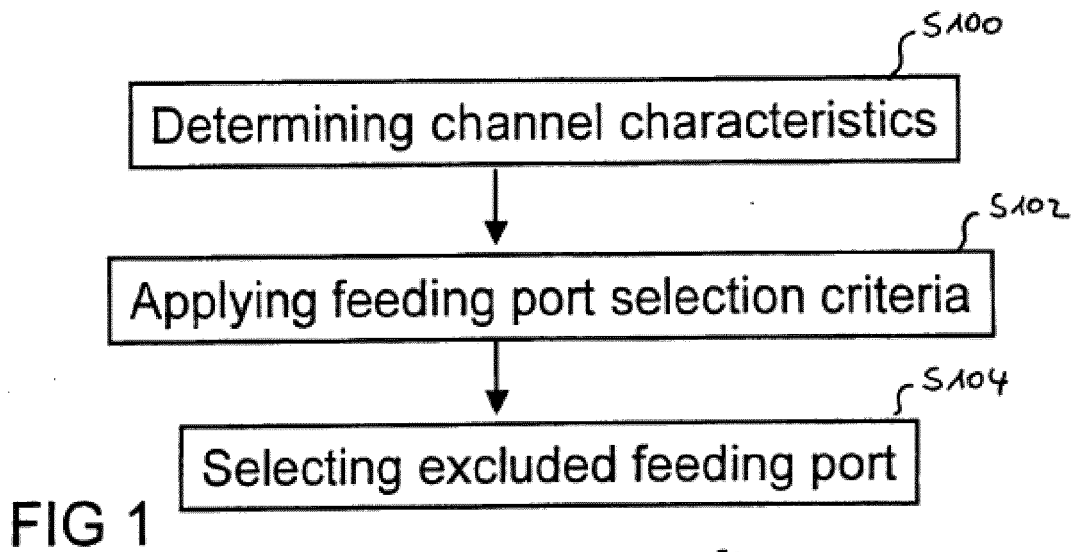 S100
Determining channel characteristics
S102
Applying feeding port selection criteria
S104
Selecting excluded feeding port
FIG 1